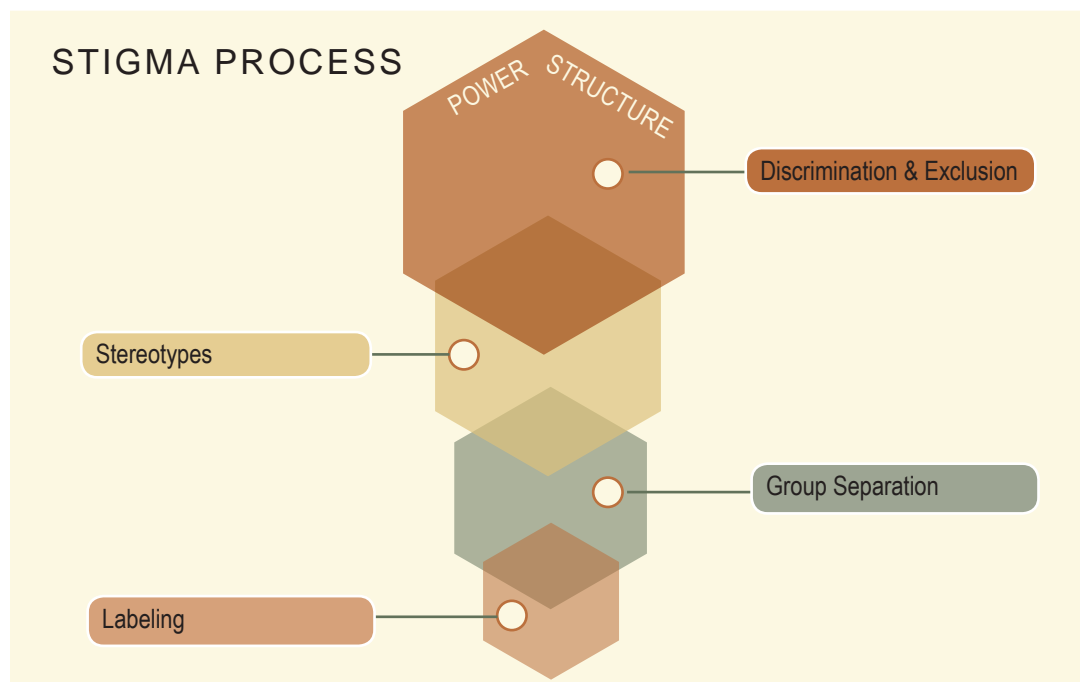 STIGMA PROCESS
POWER STRUCTURE
Discrimination & Exclusion
Stereotypes
Group Separation
Labeling